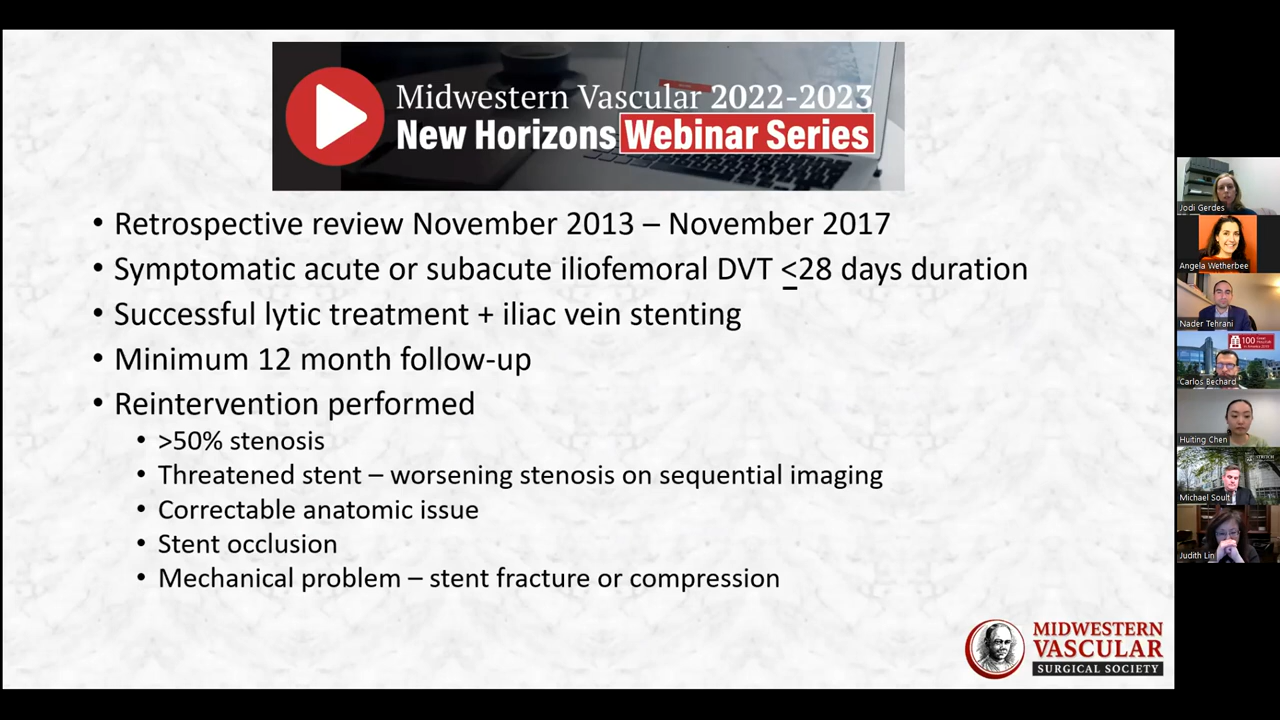 Midwestern Vascular 2022-2023
New Horizons Webinar Series
• Retrospective review November 2013 – November 2017
• Symptomatic acute or subacute iliofemoral DVT <28 days duration
• Successful lytic treatment + iliac vein stenting
• Minimum 12 month follow-up
• Reintervention performed
• >50% stenosis
• Threatened stent – worsening stenosis on sequential imaging
• Correctable anatomic issue
• Stent occlusion
• Mechanical problem – stent fracture or compression
MIDWESTERN
VASCULAR
SURGICAL SOCIETY
Jodi Gerdes
Angela Wetherbee
Nader Tehrani
100
Carlos Bechard
Huiting Chen
Michael Soult
Judith Lin